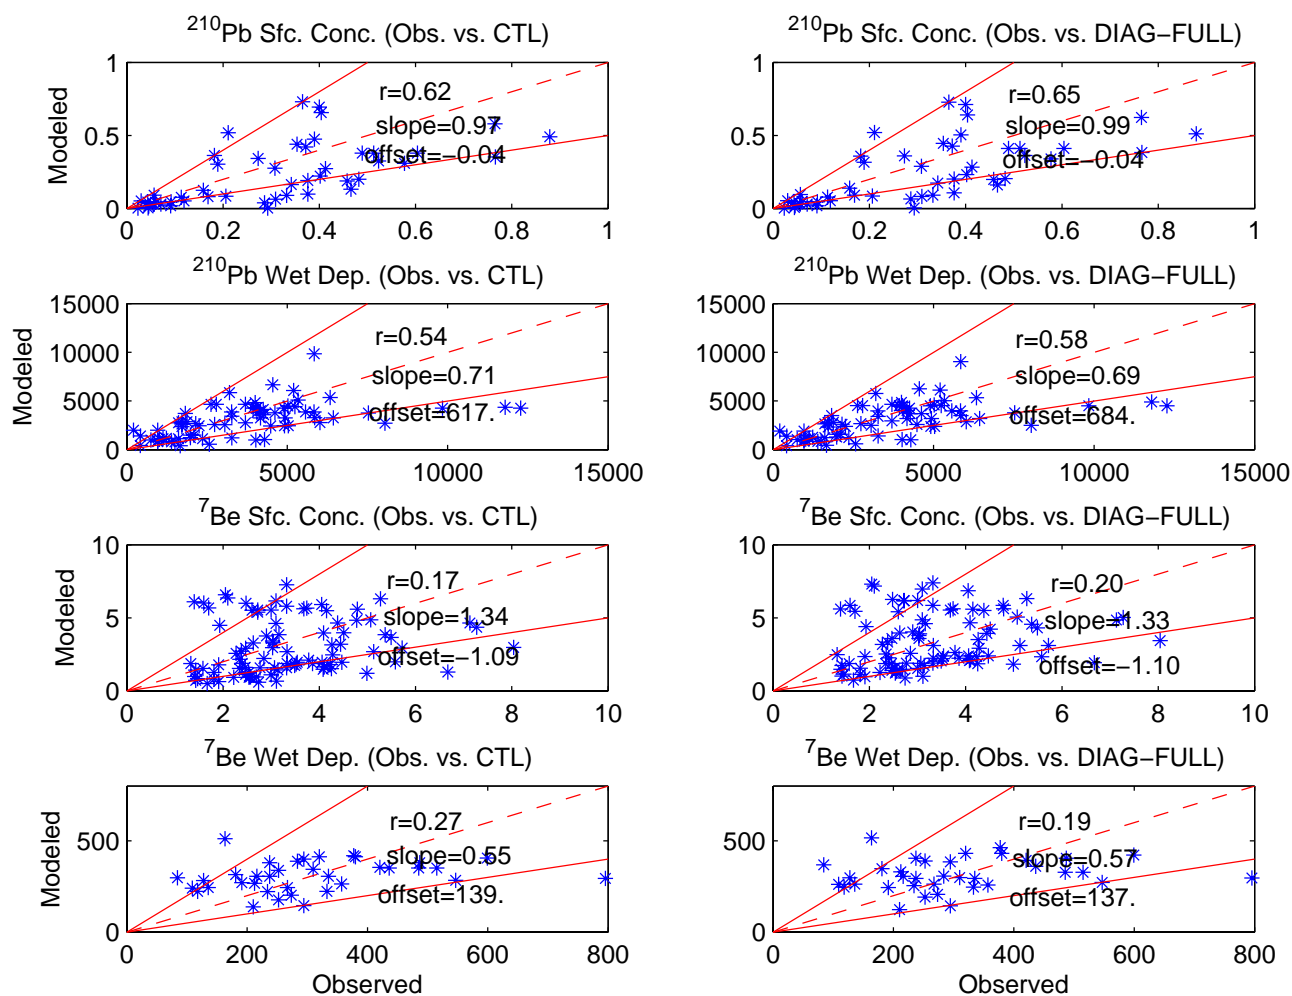 210Pb Sfc. Conc. (Obs. vs. CTL)
Modeled
1
0.5
0
r=0.62
slope=0.97
offset=−0.04
0 0.2 0.4 0.6 0.8 1
210Pb Sfc. Conc. (Obs. vs. DIAG−FULL)
1
0.5
0
r=0.65
slope=0.99
offset=−0.04
0 0.2 0.4 0.6 0.8 1
210Pb Wet Dep. (Obs. vs. CTL)
Modeled
15000
10000
5000
0
r=0.54
slope=0.71
offset=617.
0 5000 10000 15000
210Pb Wet Dep. (Obs. vs. DIAG−FULL)
15000
10000
5000
0
r=0.58
slope=0.69
offset=684.
0 5000 10000 15000
7Be Sfc. Conc. (Obs. vs. CTL)
Modeled
10
5
0
r=0.17
slope=1.34
offset=−1.09
0 2 4 6 8 10
7Be Sfc. Conc. (Obs. vs. DIAG−FULL)
10
5
0
r=0.20
slope=1.33
offset=−1.10
0 2 4 6 8 10
7Be Wet Dep. (Obs. vs. CTL)
Modeled
500
0
r=0.27
slope=0.55
offset=139.
0 200 400 600 800
Observed
7Be Wet Dep. (Obs. vs. DIAG−FULL)
500
0
r=0.19
slope=0.57
offset=137.
0 200 400 600 800
Observed